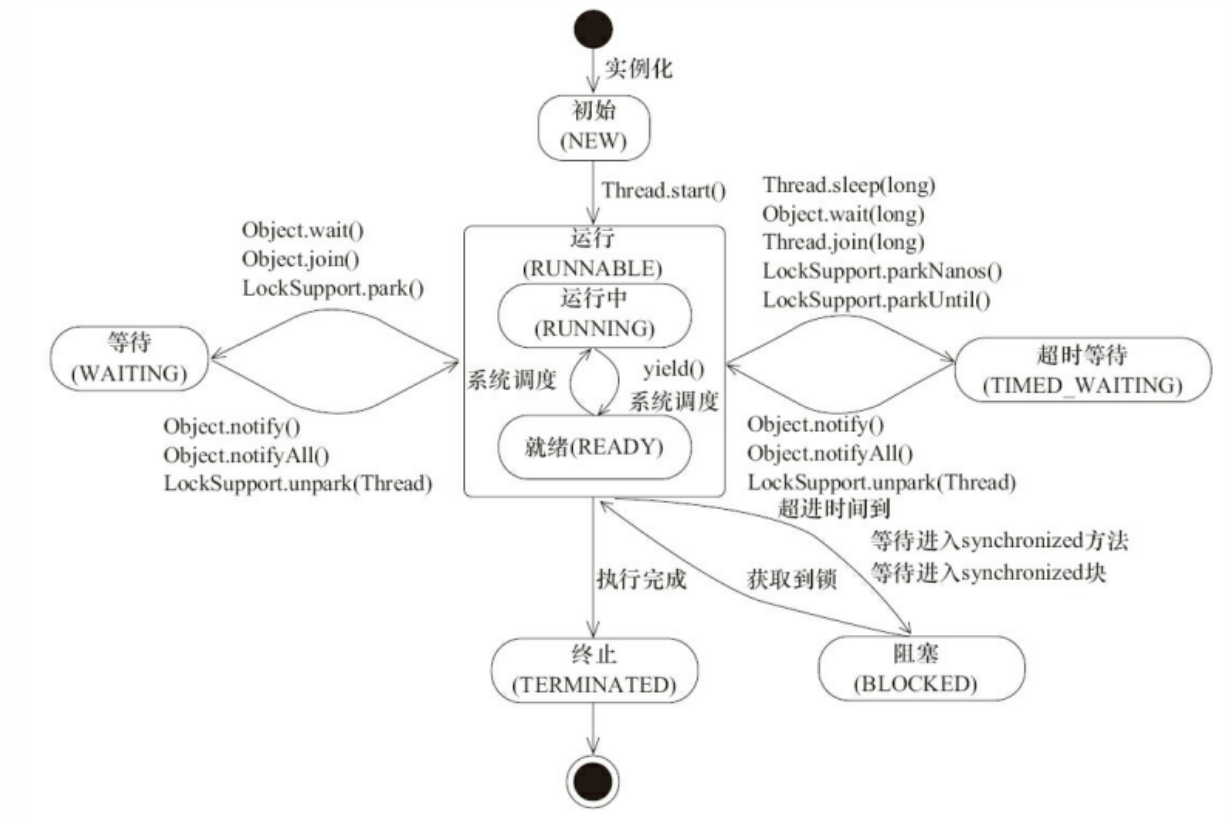 实例化
初始
(NEW)
Thread.start()
Object.wait()
Object.join()
LockSupport.park()
Thread.sleep(long)
Object.wait(long)
Thread.join(long)
LockSupport.parkNanos()
LockSupport.parkUntil()
运行
(RUNNABLE)
运行中
(RUNNING)
系统调度
yield()
系统调度
就绪(READY)
等待
(WAITING)
超时等待
(TIMED_WAITING)
Object.notify()
Object.notifyAll()
LockSupport.unpark(Thread)
Object.notify()
Object.notifyAll()
LockSupport.unpark(Thread)
超进时间到
等待进入synchronized方法
等待进入synchronized块
获取到锁
执行完成
终止
(TERMINATED)
阻塞
(BLOCKED)